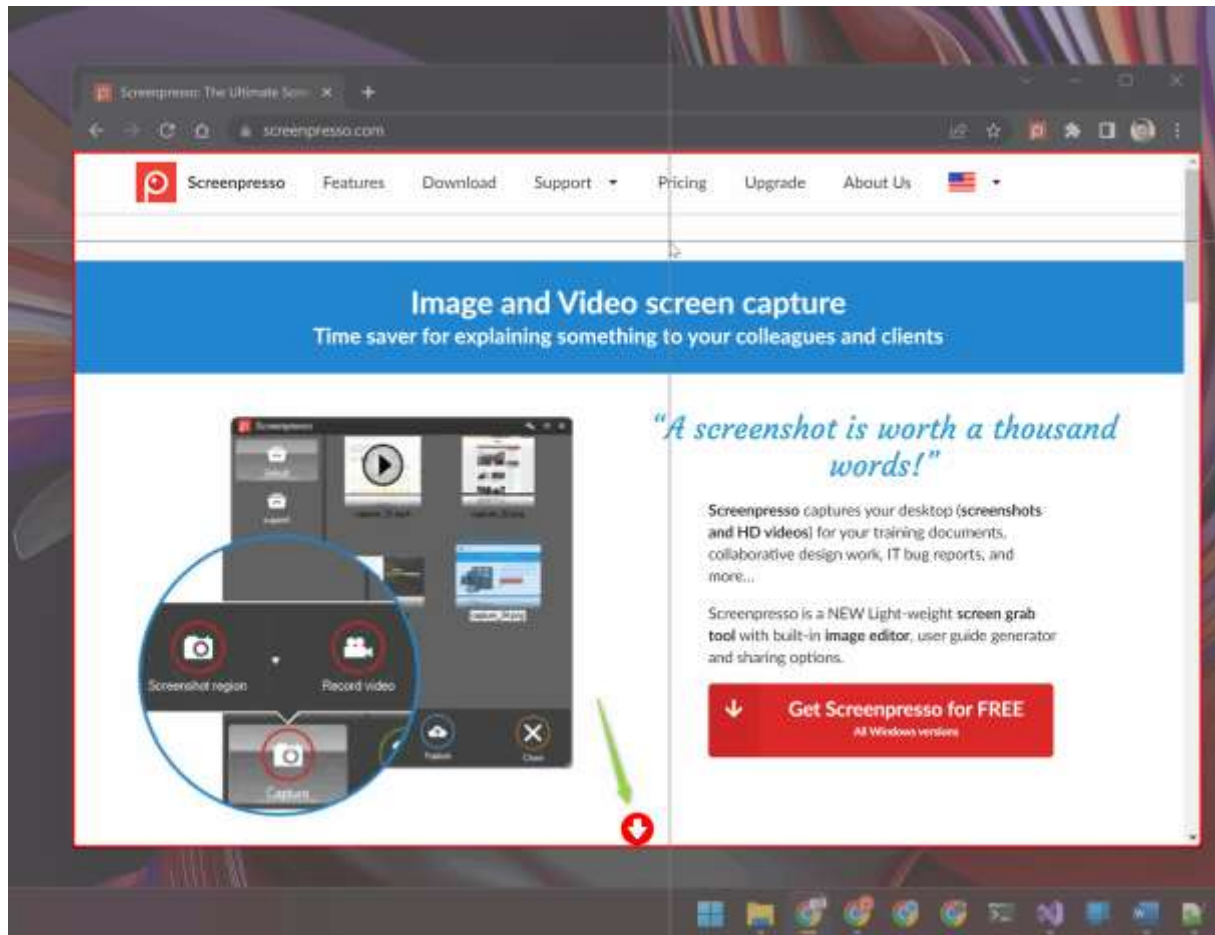 Screenpresso: The Ultimate Scre
screenpresso.com
Screenpresso Features Download Support Pricing Upgrade About Us
Image and Video screen capture
Time saver for explaining something to your colleagues and clients
Screenpresso
“A screenshot is worth a thousand
words!”
Screenpresso captures your desktop (screenshots
and HD videos) for your training documents,
collaborative design work, IT bug reports, and
more...
Screenpresso is a NEW Light-weight screen grab
tool with built-in image editor, user guide generator
and sharing options.
Get Screenpresso for FREE
All Windows versions
Screenshot region Record video
Capture
Publish
Close